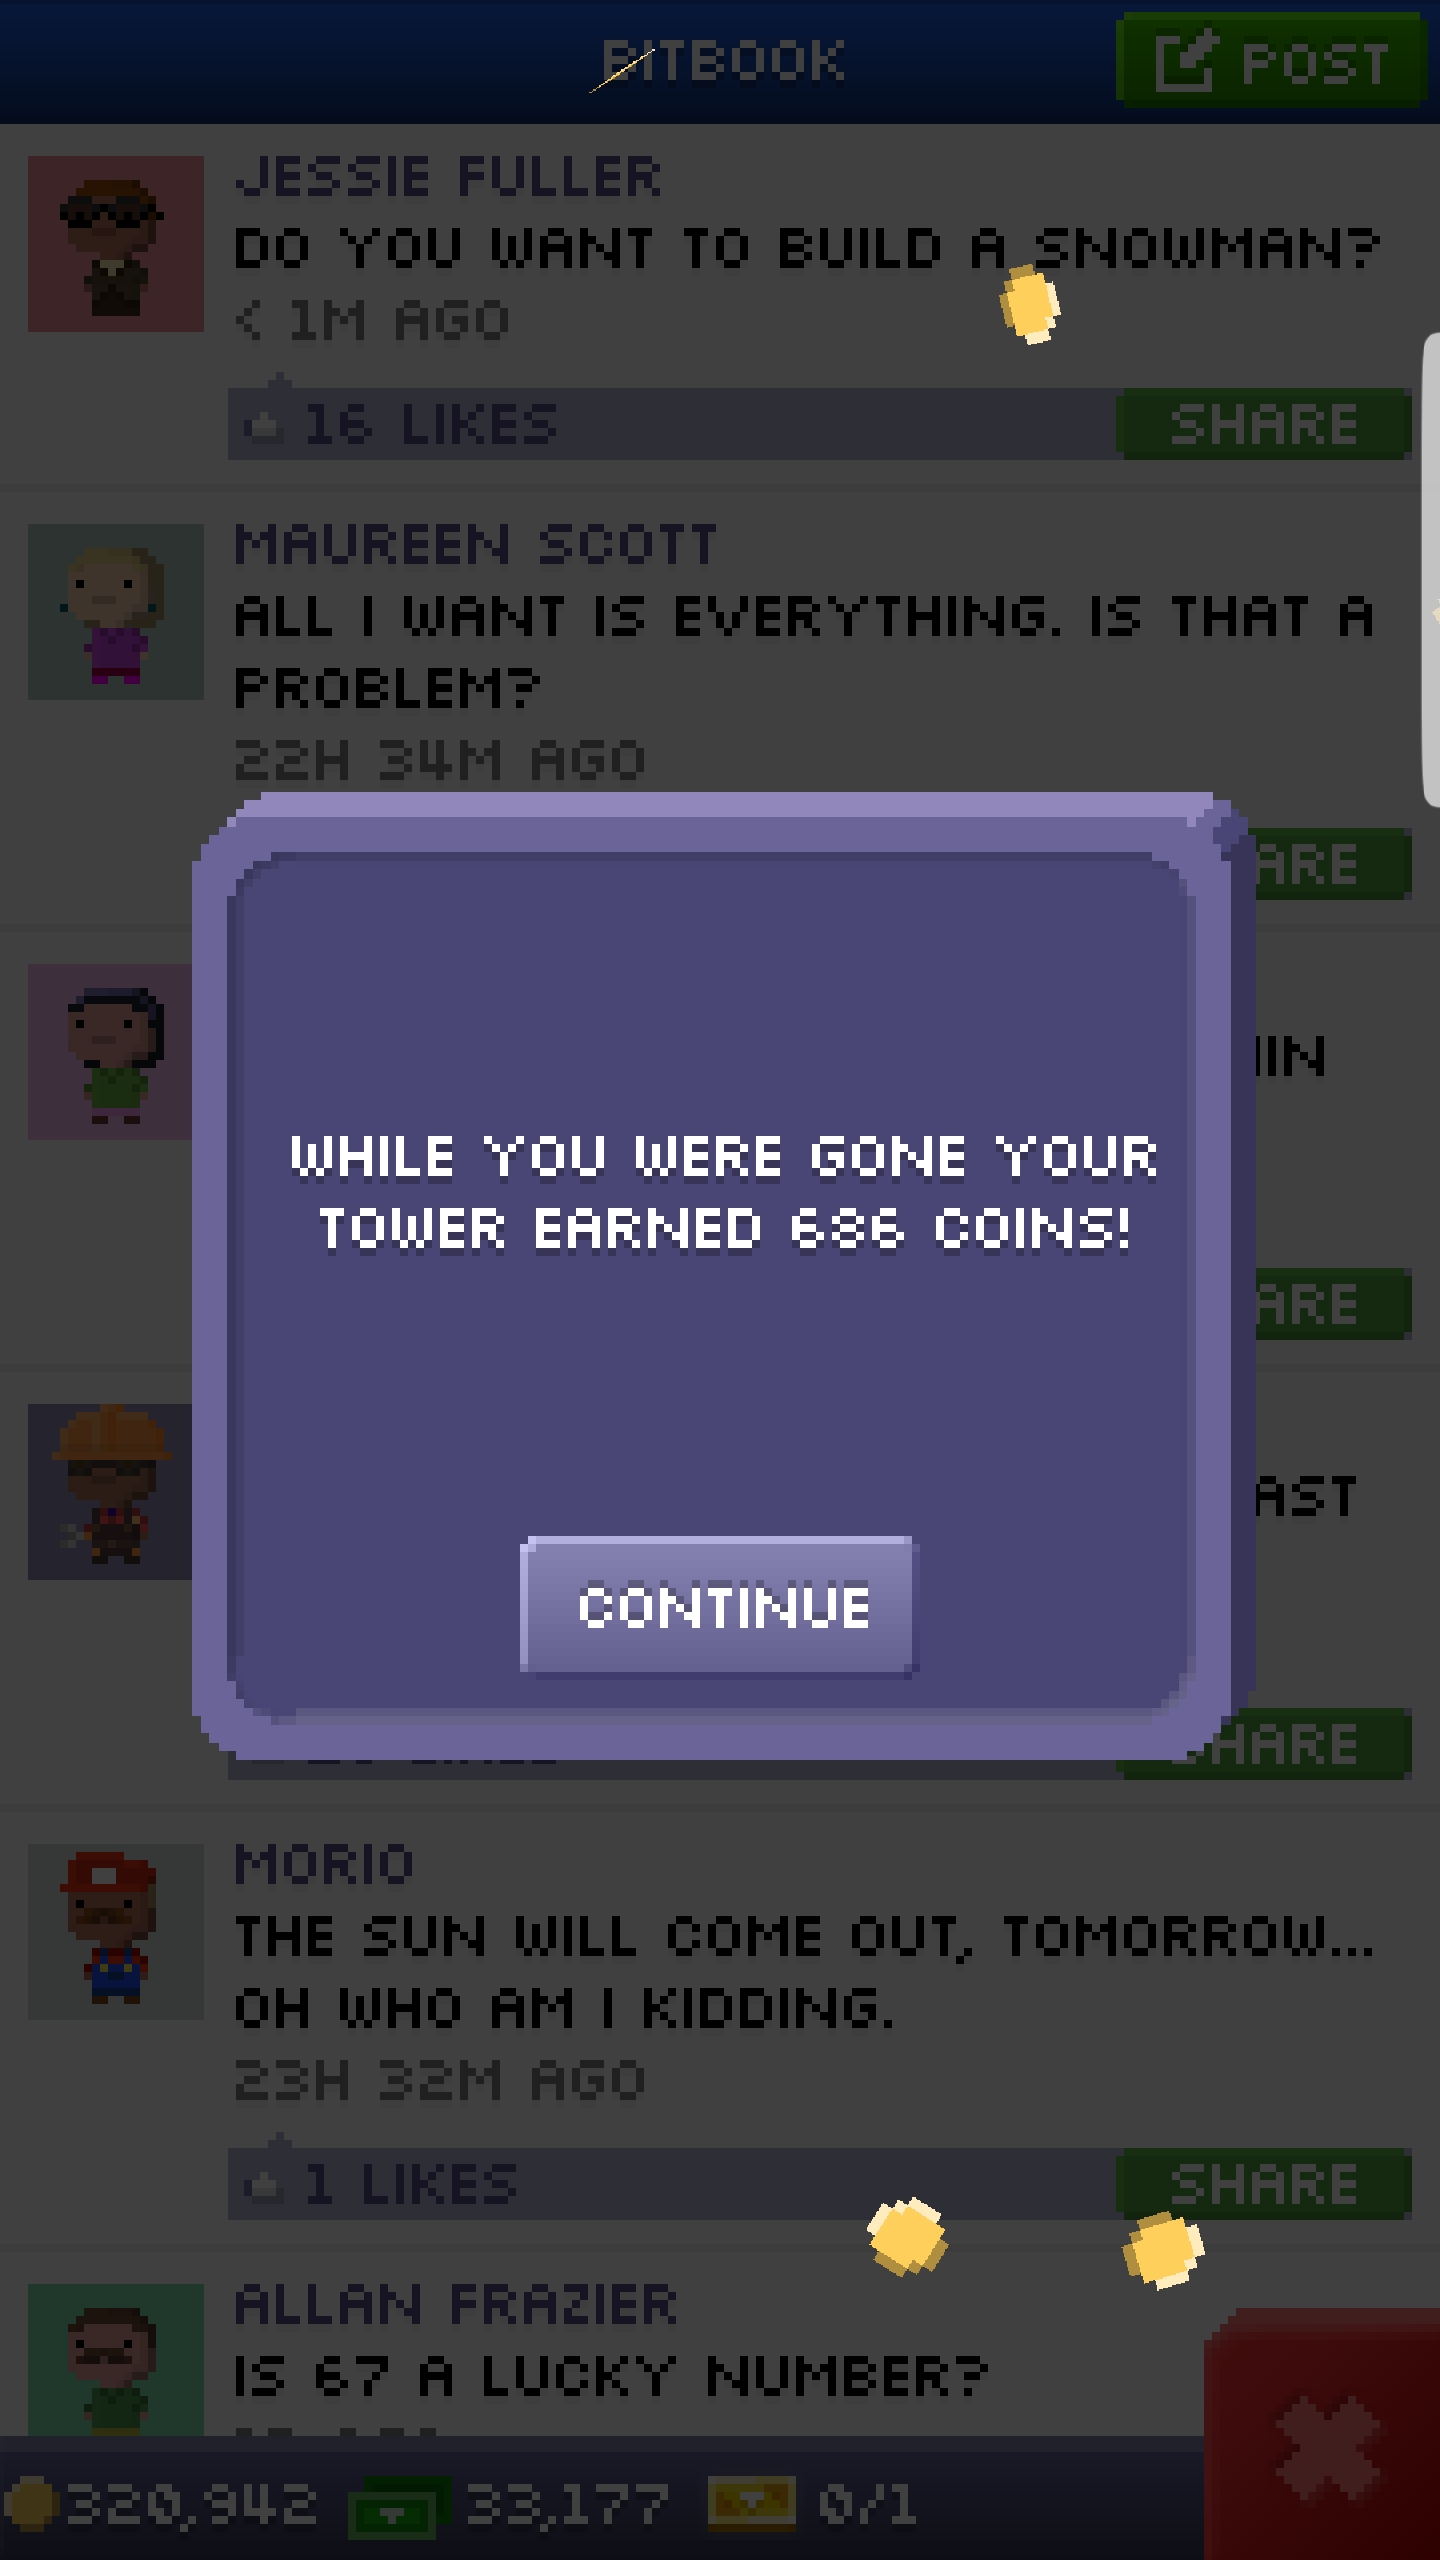 BITBOOK
POST
JESSIE FULLER
DO YOU WANT TO BUILD A SNOWMAN?
< 1M AGO
16 LIKES
SHARE
MAUREEN SCOTT
ALL I WANT IS EVERYTHING. IS THAT A
PROBLEM?
22H 34M AGO
ARE
WHILE YOU WERE GONE YOUR
TOWER EARNED 686 COINS!
ARE
AST
CONTINUE
SHARE
MORIO
THE SUN WILL COME OUT, TOMORROW...
OH WHO AM I KIDDING.
23H 32M AGO
1 LIKES
SHARE
ALLAN FRAZIER
IS 67 A LUCKY NUMBER?
320,942
33,177
0/1